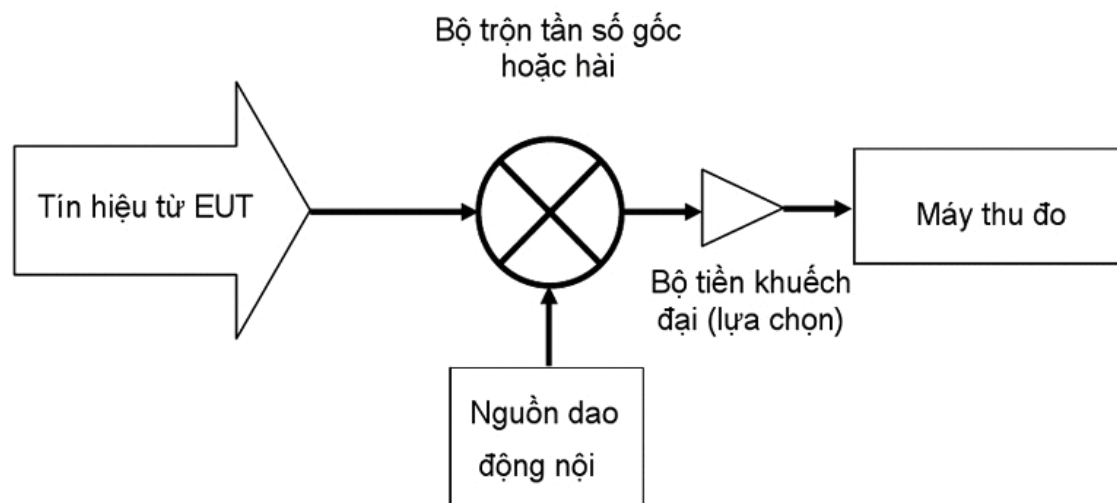 Bộ trộn tần số gốc
hoặc hài
Tín hiệu từ EUT
Máy thu đo
Bộ tiền khuếch
đại (lựa chọn)
Nguồn dao
động nội